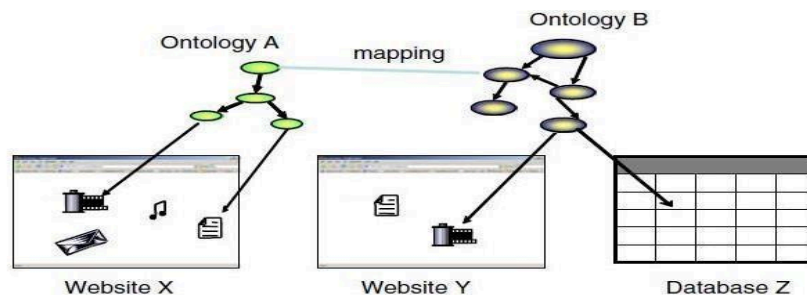 Ontology B
Ontology A
mapping
Website X
Website Y
Database Z